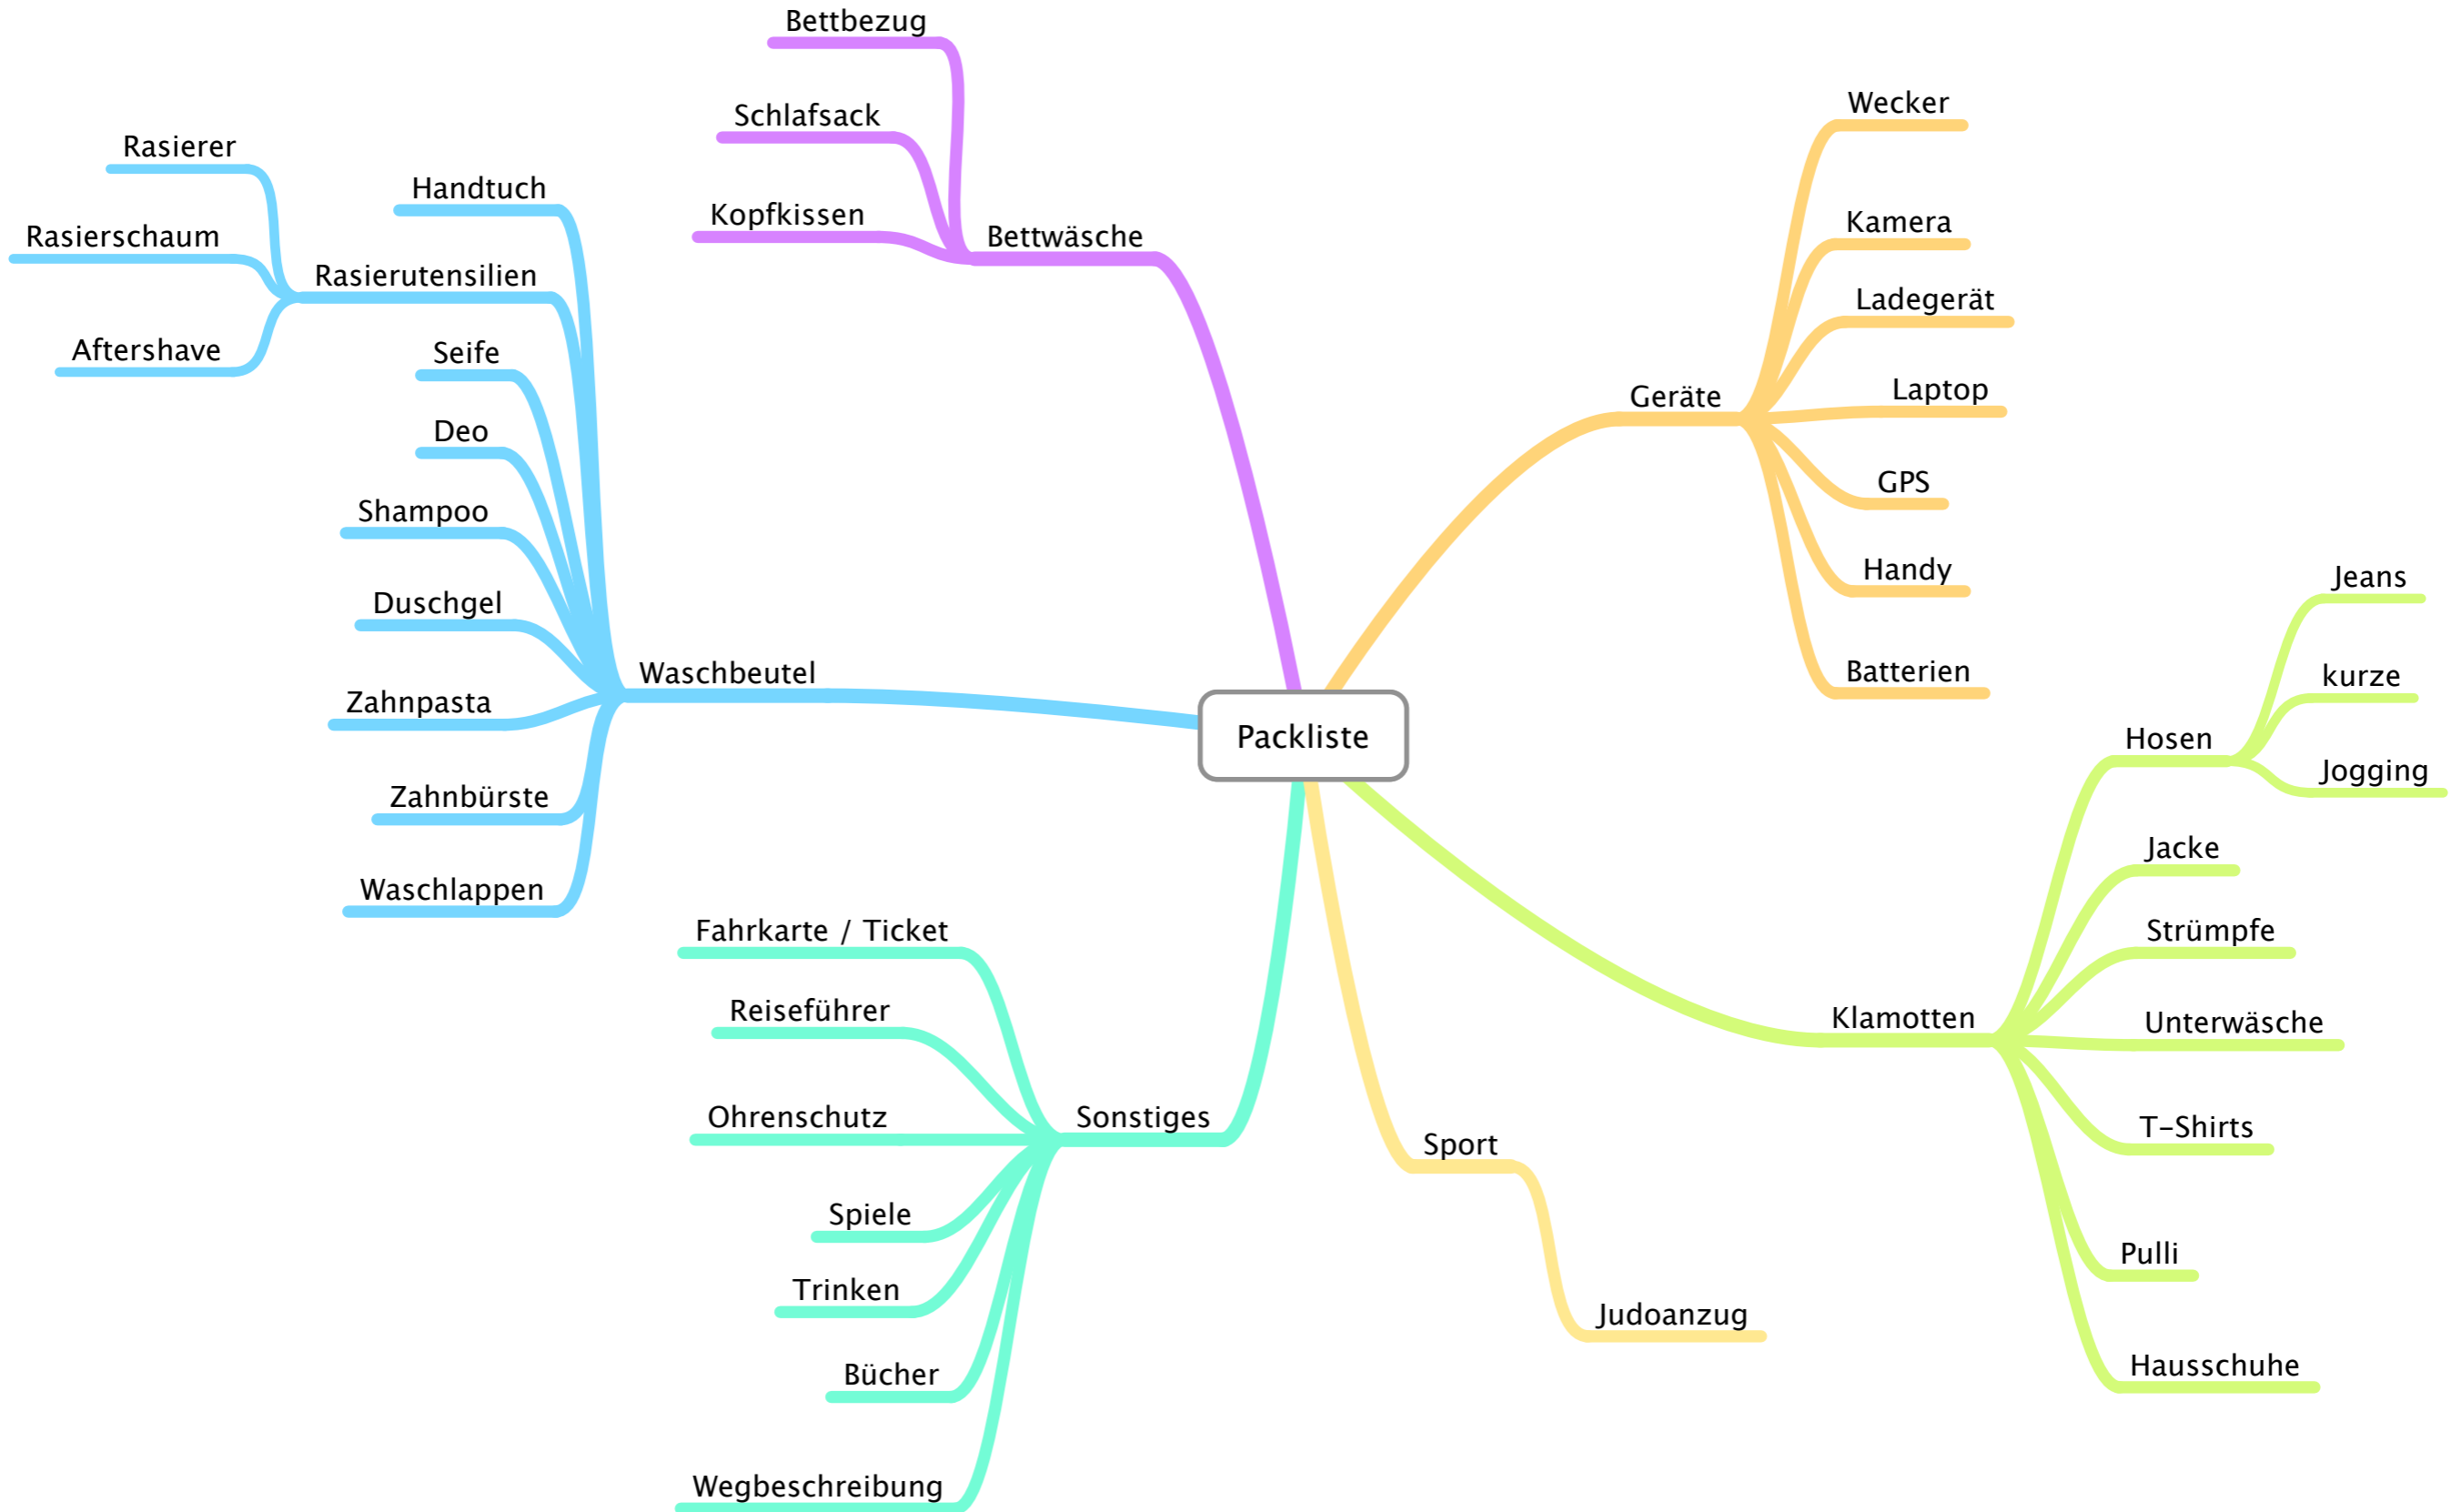 Packliste
Bettwäsche
Bettbezug
Schlafsack
Kopfkissen
Waschbeutel
Handtuch
Rasierutensilien
Rasierer
Rasierschaum
Aftershave
Seife
Deo
Shampoo
Duschgel
Zahnpasta
Zahnbürste
Waschlappen
Sonstiges
Fahrkarte / Ticket
Reiseführer
Ohrenschutz
Spiele
Trinken
Bücher
Wegbeschreibung
Geräte
Wecker
Kamera
Ladegerät
Laptop
GPS
Handy
Batterien
Klamotten
Hosen
Jeans
kurze
Jogging
Jacke
Strümpfe
Unterwäsche
T-Shirts
Pulli
Hausschuhe
Sport
Judoanzug